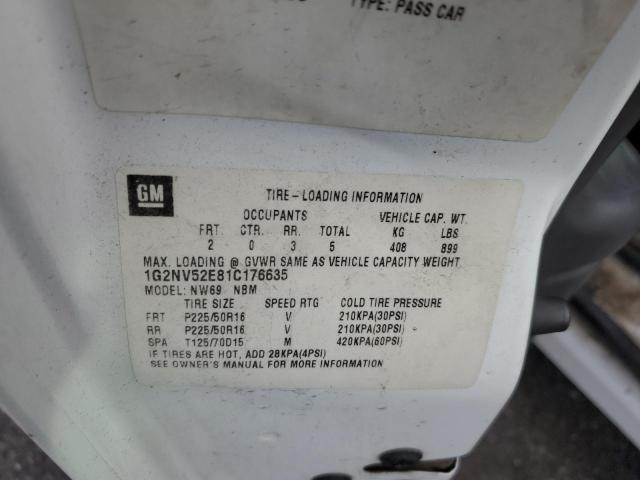 TYPE: PASS CAR
GM
TIRE-LOADING INFORMATION
OCCUPANTS VEHICLE CAP. WT.
FRT. CTR. RR. TOTAL KG LBS
2 0 3 5 408 899
MAX. LOADING @ GVWR SAME AS VEHICLE CAPACITY WEIGHT.
1G2NV52E81C176635
MODEL: NW69 NBM
TIRE SIZE SPEED RTG COLD TIRE PRESSURE
FRT P225/50R16 V 210KPA(30PSI)
RR P225/50R16 V 210KPA(30PSI)
SPA T125/70D15 M 420KPA(60PSI)
IF TIRES ARE HOT, ADD 28KPA(4PSI)
SEE OWNER'S MANUAL FOR MORE INFORMATION